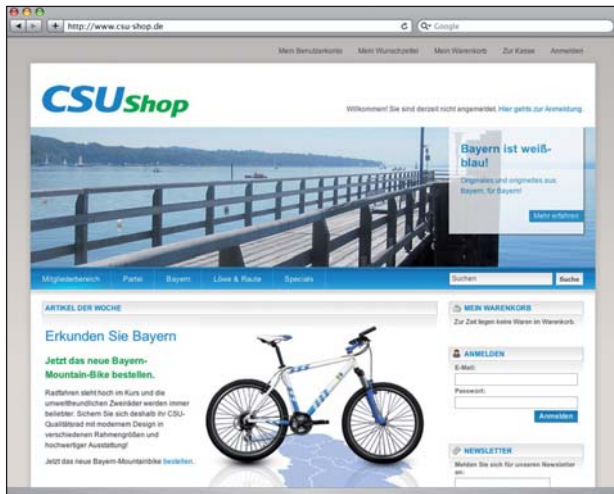 http://www.csu-shop.de
Google
Mein Benutzerkonto Mein Wunschzettel Mein Warenkorb Zur Kasse Anmelden
CSUShop
Willkommen! Sie sind derzeit nicht angemeldet. Hier gehts zur Anmeldung.
Bayern ist weiß-
blau!
Originales und originelles aus
Bayern, für Bayern!
Mehr erfahren
Mitgliederbereich Partei Bayern Löwe & Raute Specials
Suchen Suche
ARTIKEL DER WOCHE
Erkunden Sie Bayern
Jetzt das neue Bayern-
Mountain-Bike bestellen.
Radfahren steht hoch im Kurs und die
umweltfreundlichen Zweiräder werden immer
beliebter. Sichern Sie sich deshalb ihr CSU-
Qualitätsrad mit modernem Design in
verschiedenen Rahmengrößen und
hochwertiger Ausstattung!
Jetzt das neue Bayern-Mountainbike bestellen.
MEIN WARENKORB
Zur Zeit liegen keine Waren im Warenkorb.
ANMELDEN
E-Mail:
Passwort:
Anmelden
NEWSLETTER
Melden Sie sich für unseren Newsletter
an: